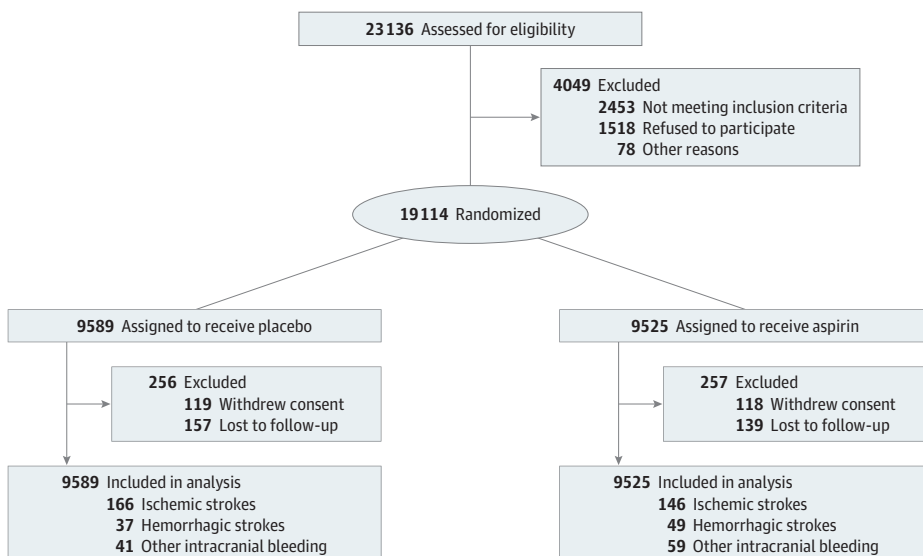 23136 Assessed for eligibility
4049 Excluded
2453 Not meeting inclusion criteria
1518 Refused to participate
78 Other reasons
19114 Randomized
9589 Assigned to receive placebo
256 Excluded
119 Withdrew consent
157 Lost to follow-up
9589 Included in analysis
166 Ischemic strokes
37 Hemorrhagic strokes
41 Other intracranial bleeding
9525 Assigned to receive aspirin
257 Excluded
118 Withdrew consent
139 Lost to follow-up
9525 Included in analysis
146 Ischemic strokes
49 Hemorrhagic strokes
59 Other intracranial bleeding